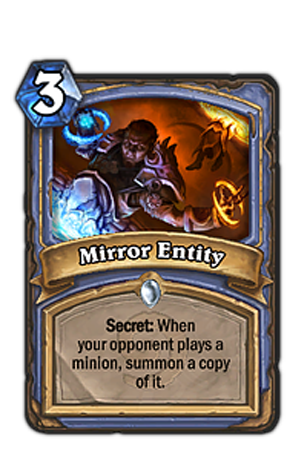 3
Mirror Entity
Secret: When
your opponent plays a
minion, summon a copy
of it.